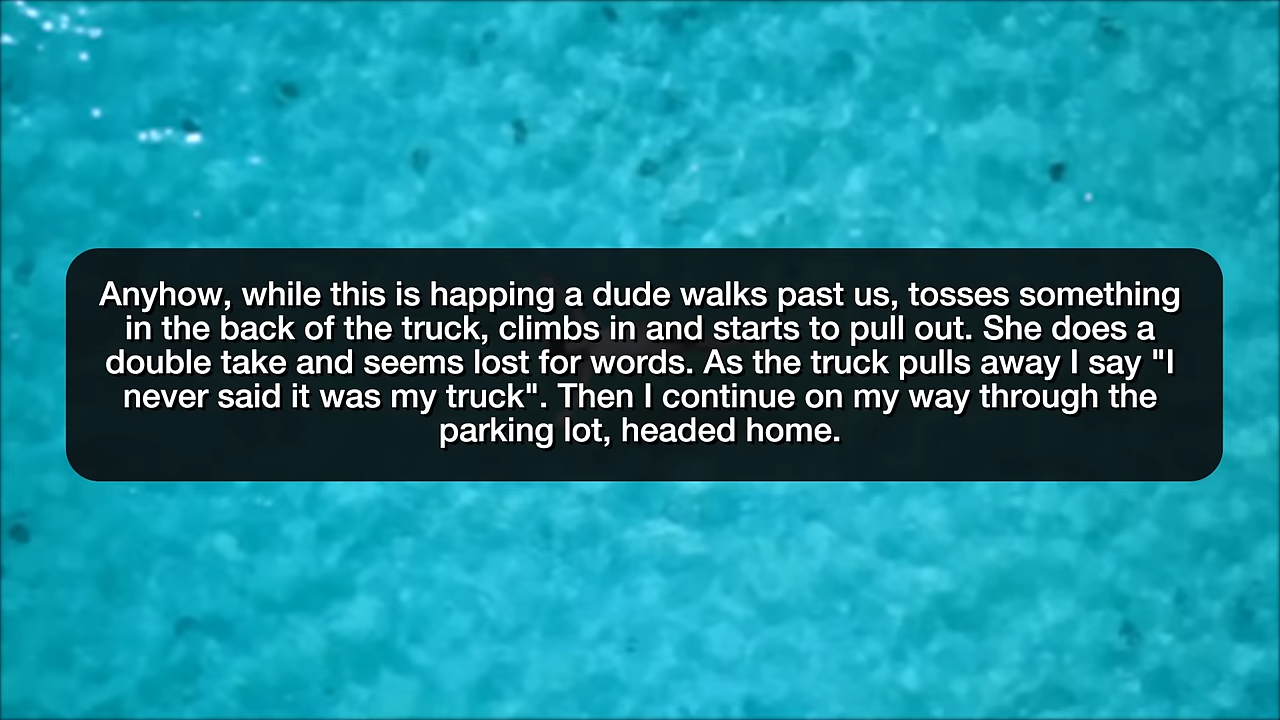 Anyhow, while this is happing a dude walks past us, tosses something
in the back of the truck, climbs in and starts to pull out. She does a
double take and seems lost for words. As the truck pulls away I say "I
never said it was my truck". Then I continue on my way through the
parking lot, headed home.